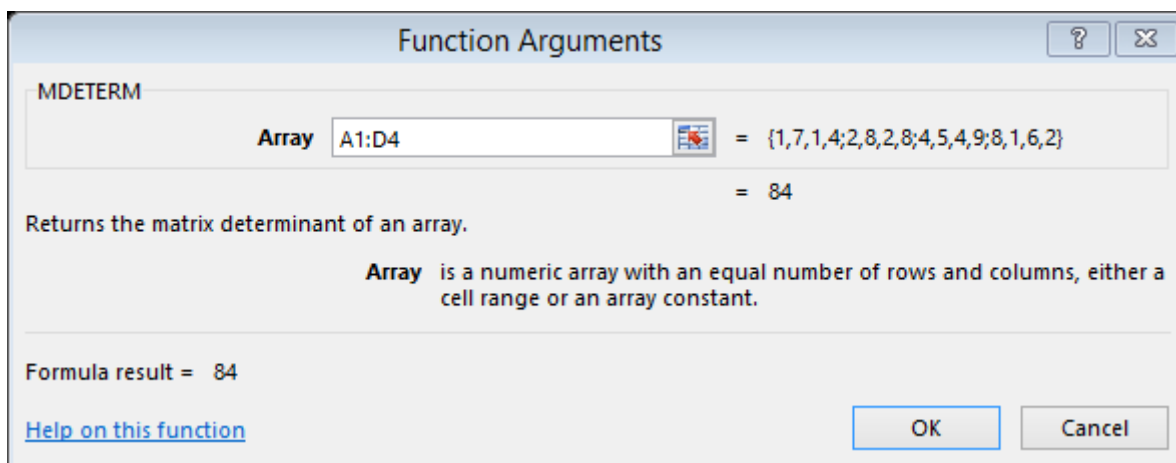 Function Arguments
MDETERM
Array A1:D4 = {1,7,1,4;2,8,2,8;4,5,4,9;8,1,6,2}
= 84
Returns the matrix determinant of an array.
Array is a numeric array with an equal number of rows and columns, either a
cell range or an array constant.
Formula result = 84
Help on this function OK Cancel